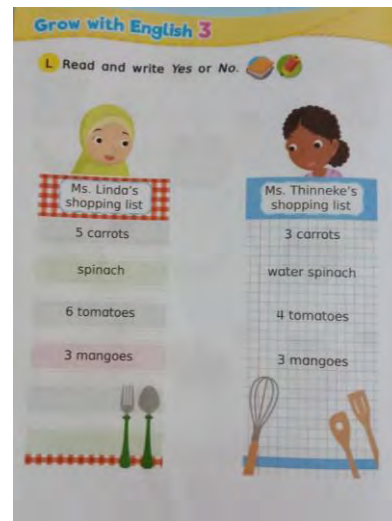 Grow with English 3
L Read and write Yes or No.
Ms. Linda's
shopping list
5 carrots
spinach
6 tomatoes
3 mangoes
Ms. Thinneke's
shopping list
3 carrots
water spinach
4 tomatoes
3 mangoes